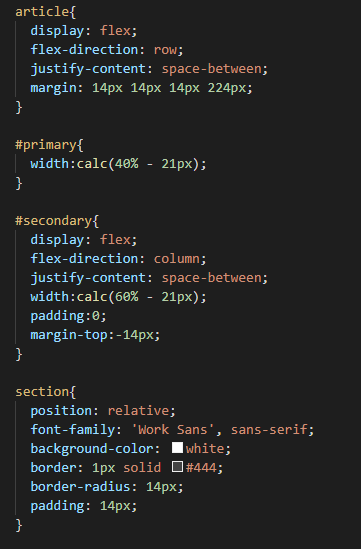 article{
  display: flex;
  flex-direction: row;
  justify-content: space-between;
  margin: 14px 14px 14px 224px;
}

#primary{
  width:calc(40% - 21px);
}

#secondary{
  display: flex;
  flex-direction: column;
  justify-content: space-between;
  width:calc(60% - 21px);
  padding:0;
  margin-top:-14px;
}

section{
  position: relative;
  font-family: 'Work Sans', sans-serif;
  background-color: white;
  border: 1px solid #444;
  border-radius: 14px;
  padding: 14px;
}